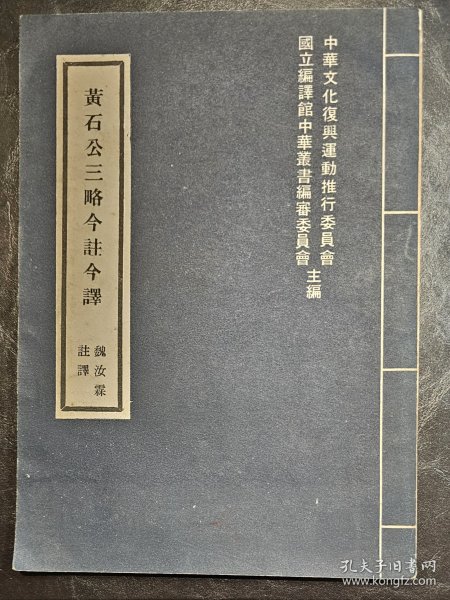 中華文化復興運動推行委員會
國立編譯館中華叢書編審委員會
主編
黃石公三略今註今譯
魏汝霖
註譯
孔夫子旧书网
www.kongfz.com